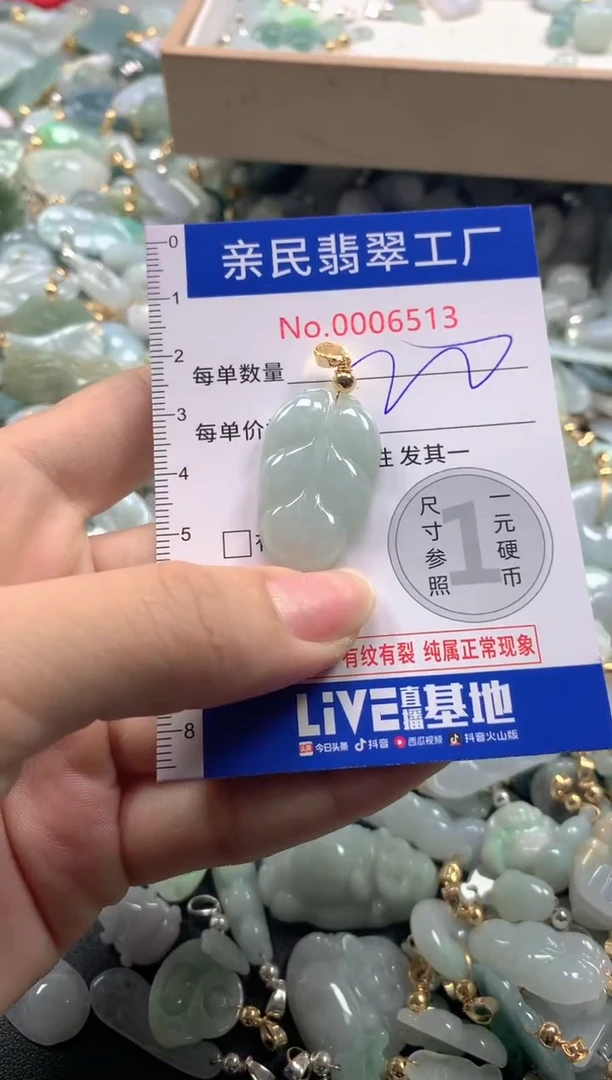 亲民翡翠工厂
No.0006513
每单数量
每单价
发其一
尺寸参照
1
一元硬币
有纹有裂 纯属正常现象
LiVE直播基地
今日头条 抖音 西瓜视频 抖音火山版
0
1
2
3
4
5
8